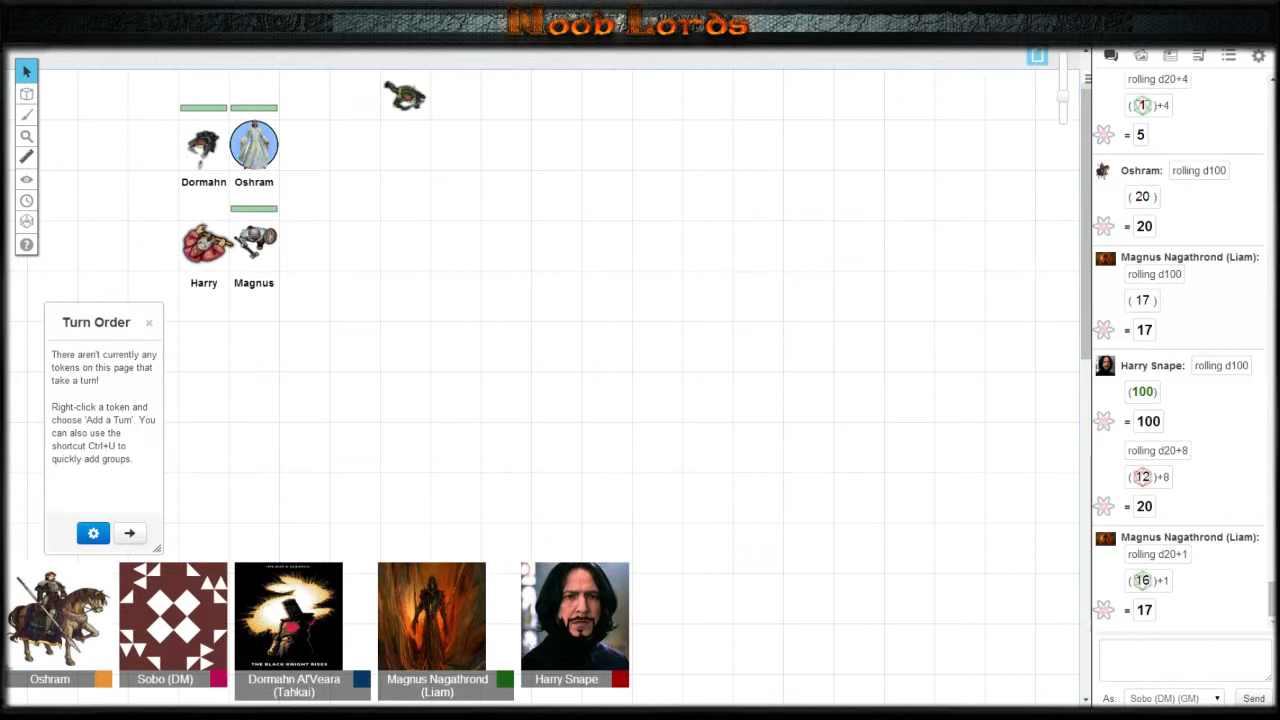 Noob Lords
Dormahn
Oshram
Harry
Magnus
Turn Order
×
There aren't currently any
tokens on this page that
take a turn!
Right-click a token and
choose 'Add a Turn'. You
can also use the
shortcut Ctrl+U to
quickly add groups.
THE BLACK KNIGHT RISES
Oshram
Sobo (DM)
Dormahn Al'Veara
(Tahkai)
Magnus Nagathrond
(Liam)
Harry Snape
rolling d20+4
(1)+4
= 5
Oshram: rolling d100
(20)
= 20
Magnus Nagathrond (Liam):
rolling d100
(17)
= 17
Harry Snape: rolling d100
(100)
= 100
rolling d20+8
(12)+8
= 20
Magnus Nagathrond (Liam):
rolling d20+1
(16)+1
= 17
As: Sobo (DM) (GM) Send